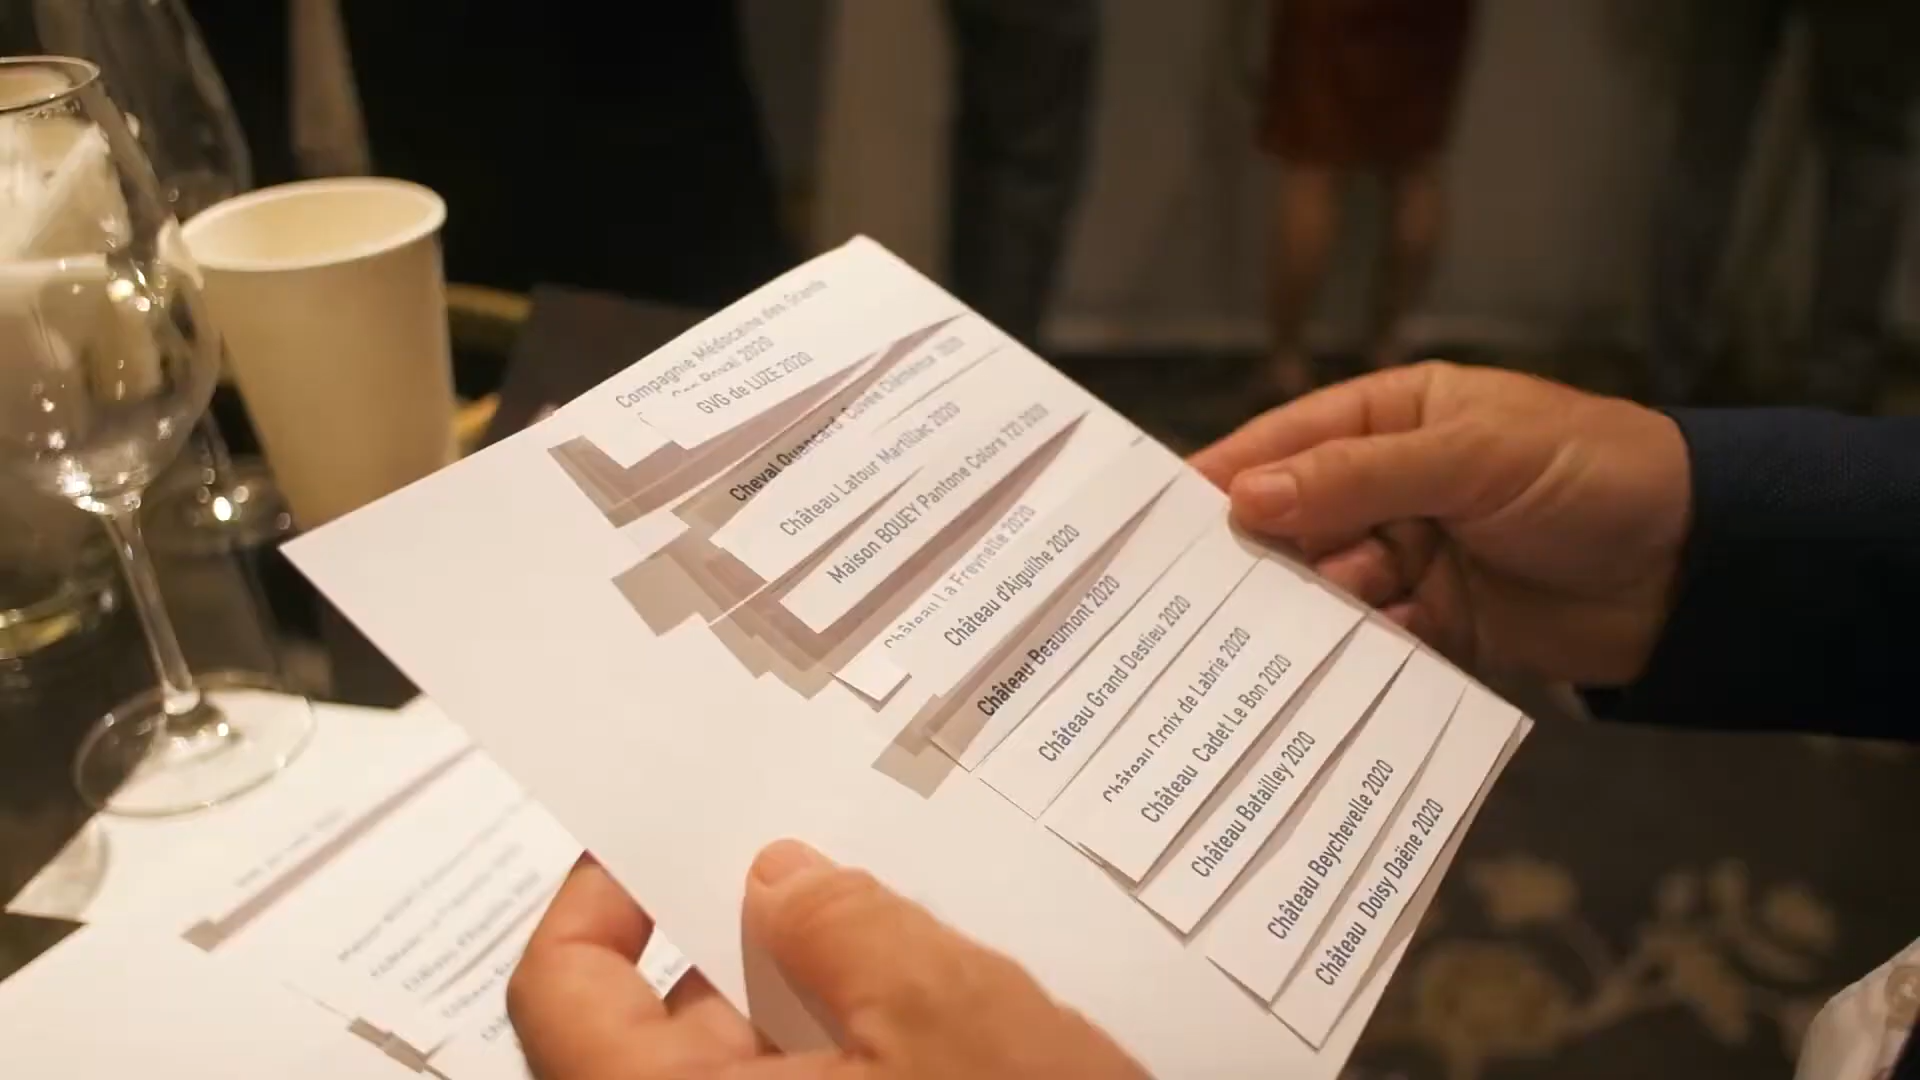 Compagnie Médocaine des Grands
2020
GVG de LUZE 2020
Cheval Quancard Cuvée Clémence 2020
Château Latour Martillac 2020
Maison BOUEY Pantone Colors 721 2020
Château La Freynelle 2020
Château d'Aiguilhe 2020
Château Beaumont 2020
Château Grand Destieu 2020
Château Croix de Labrie 2020
Château Cadet Le Bon 2020
Château Batailley 2020
Château Beychevelle 2020
Château Doisy Daëne 2020